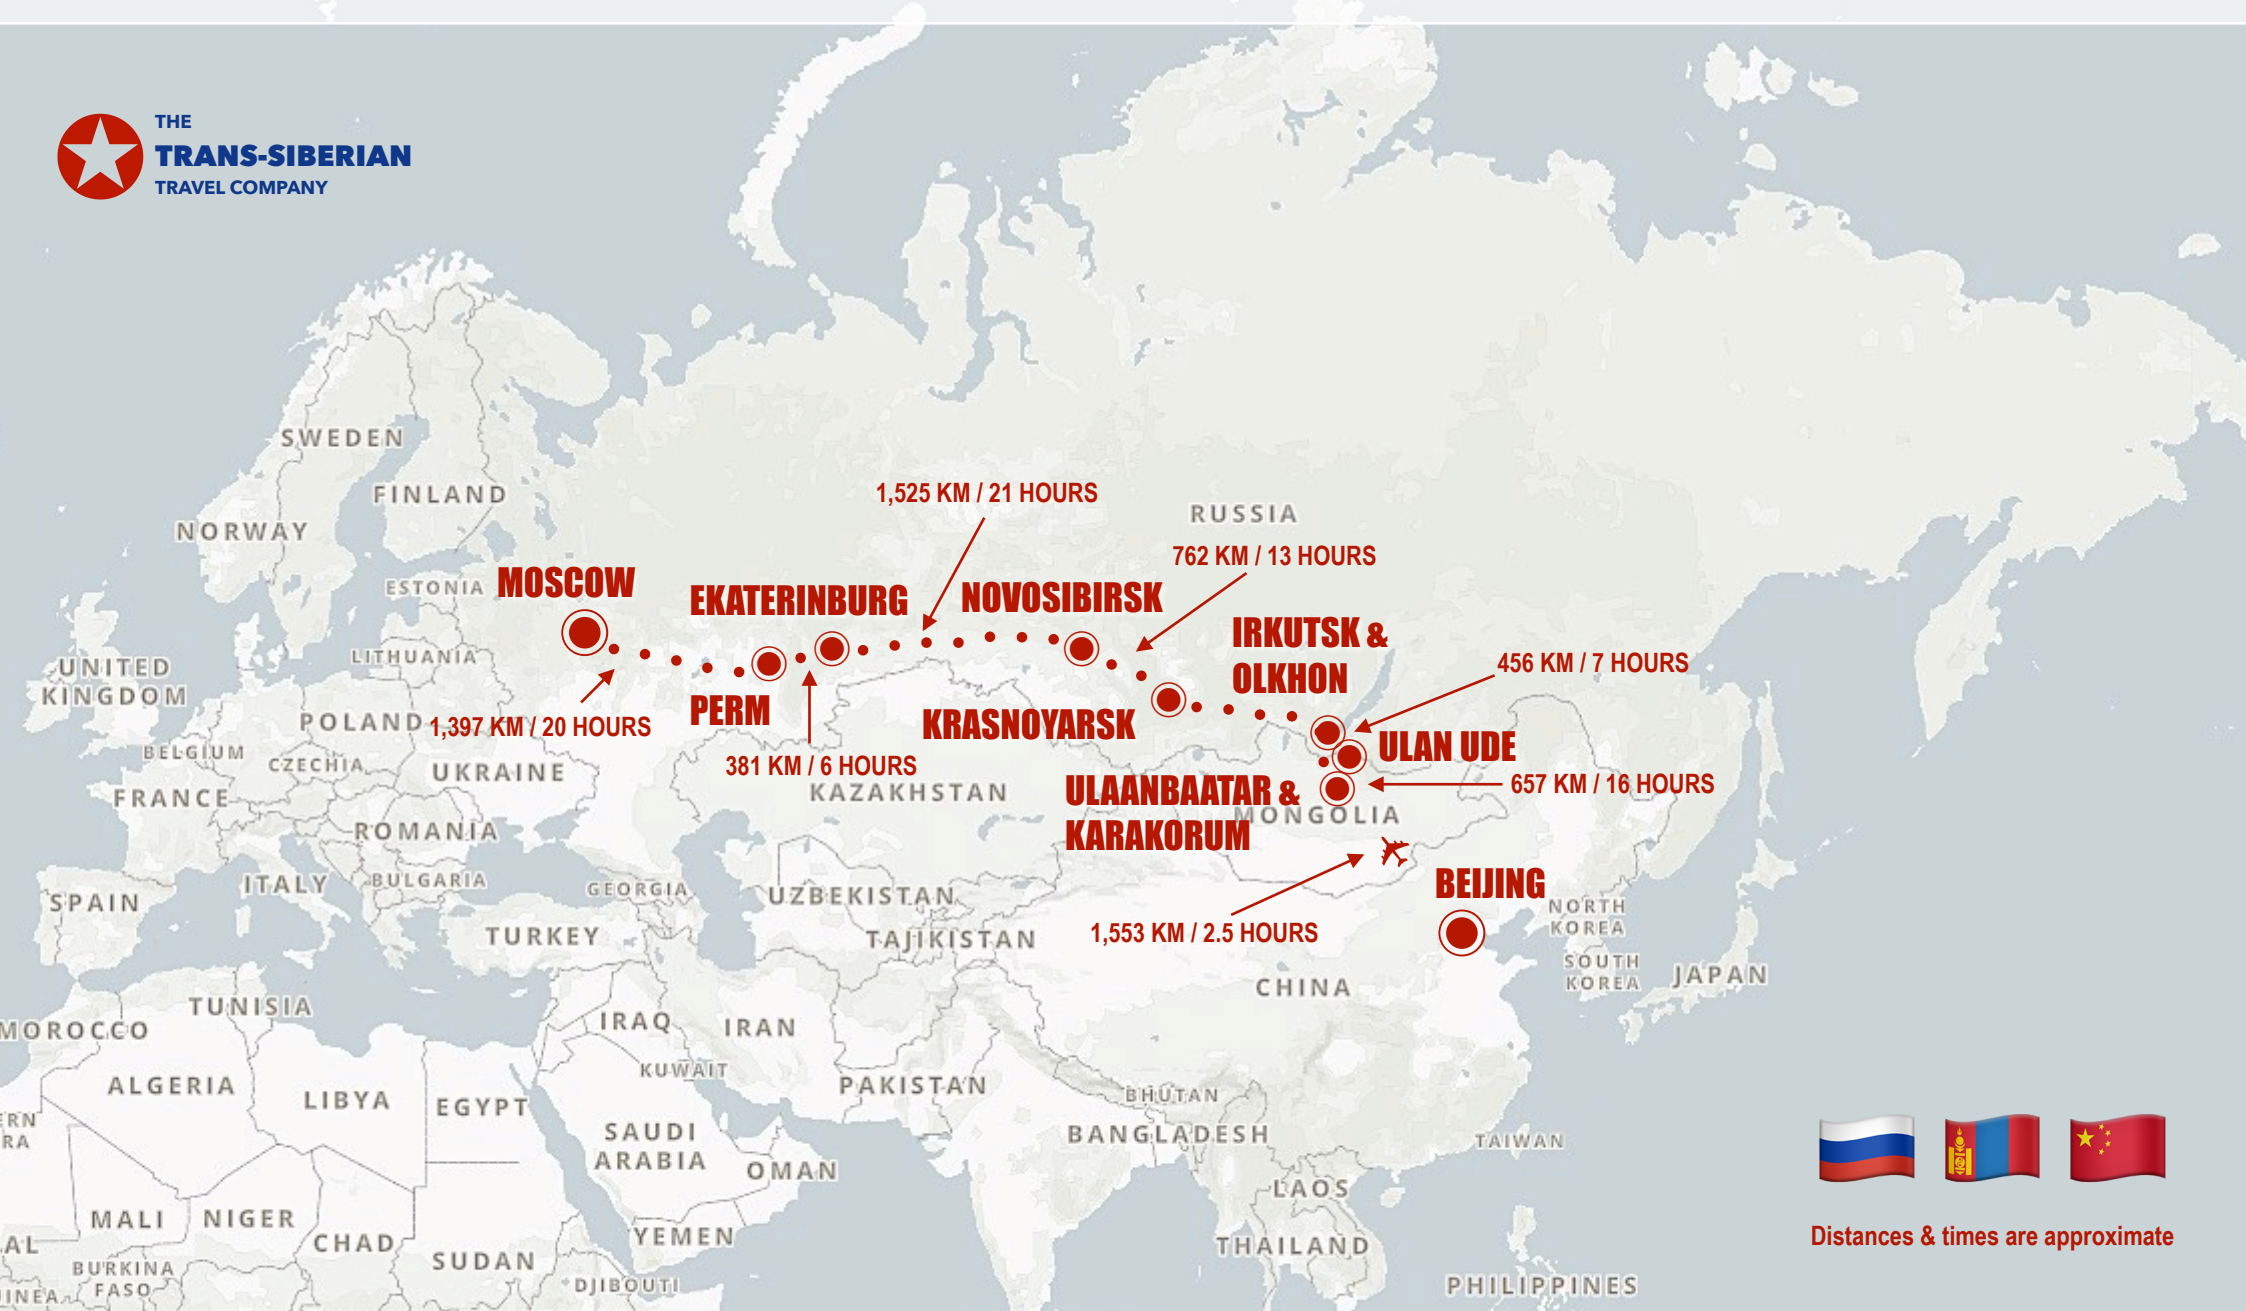 THE
TRANS-SIBERIAN
TRAVEL COMPANY
SWEDEN
FINLAND
NORWAY
1,525 KM / 21 HOURS
RUSSIA
762 KM / 13 HOURS
ESTONIA
MOSCOW
EKATERINBURG
NOVOSIBIRSK
IRKUTSK &
OLKHON
LITHUANIA
UNITED
KINGDOM
456 KM / 7 HOURS
PERM
POLAND
1,397 KM / 20 HOURS
KRASNOYARSK
ULAN UDE
BELGIUM
CZECHIA
UKRAINE
381 KM / 6 HOURS
KAZAKHSTAN
ULAANBAATAR &
KARAKORUM
657 KM / 16 HOURS
FRANCE
MONGOLIA
ROMANIA
ITALY
BULGARIA
GEORGIA
UZBEKISTAN
BEIJING
SPAIN
NORTH
KOREA
TURKEY
TAJIKISTAN
1,553 KM / 2.5 HOURS
SOUTH
KOREA
JAPAN
CHINA
TUNISIA
MOROCCO
IRAQ
IRAN
KUWAIT
ALGERIA
LIBYA
EGYPT
PAKISTAN
BHUTAN
ERN
RA
SAUDI
ARABIA
BANGLADESH
TAIWAN
OMAN
LAOS
MALI
NIGER
CHAD
YEMEN
THAILAND
Distances & times are approximate
AL
BURKINA
FASO
SUDAN
DJIBOUTI
PHILIPPINES
INEA